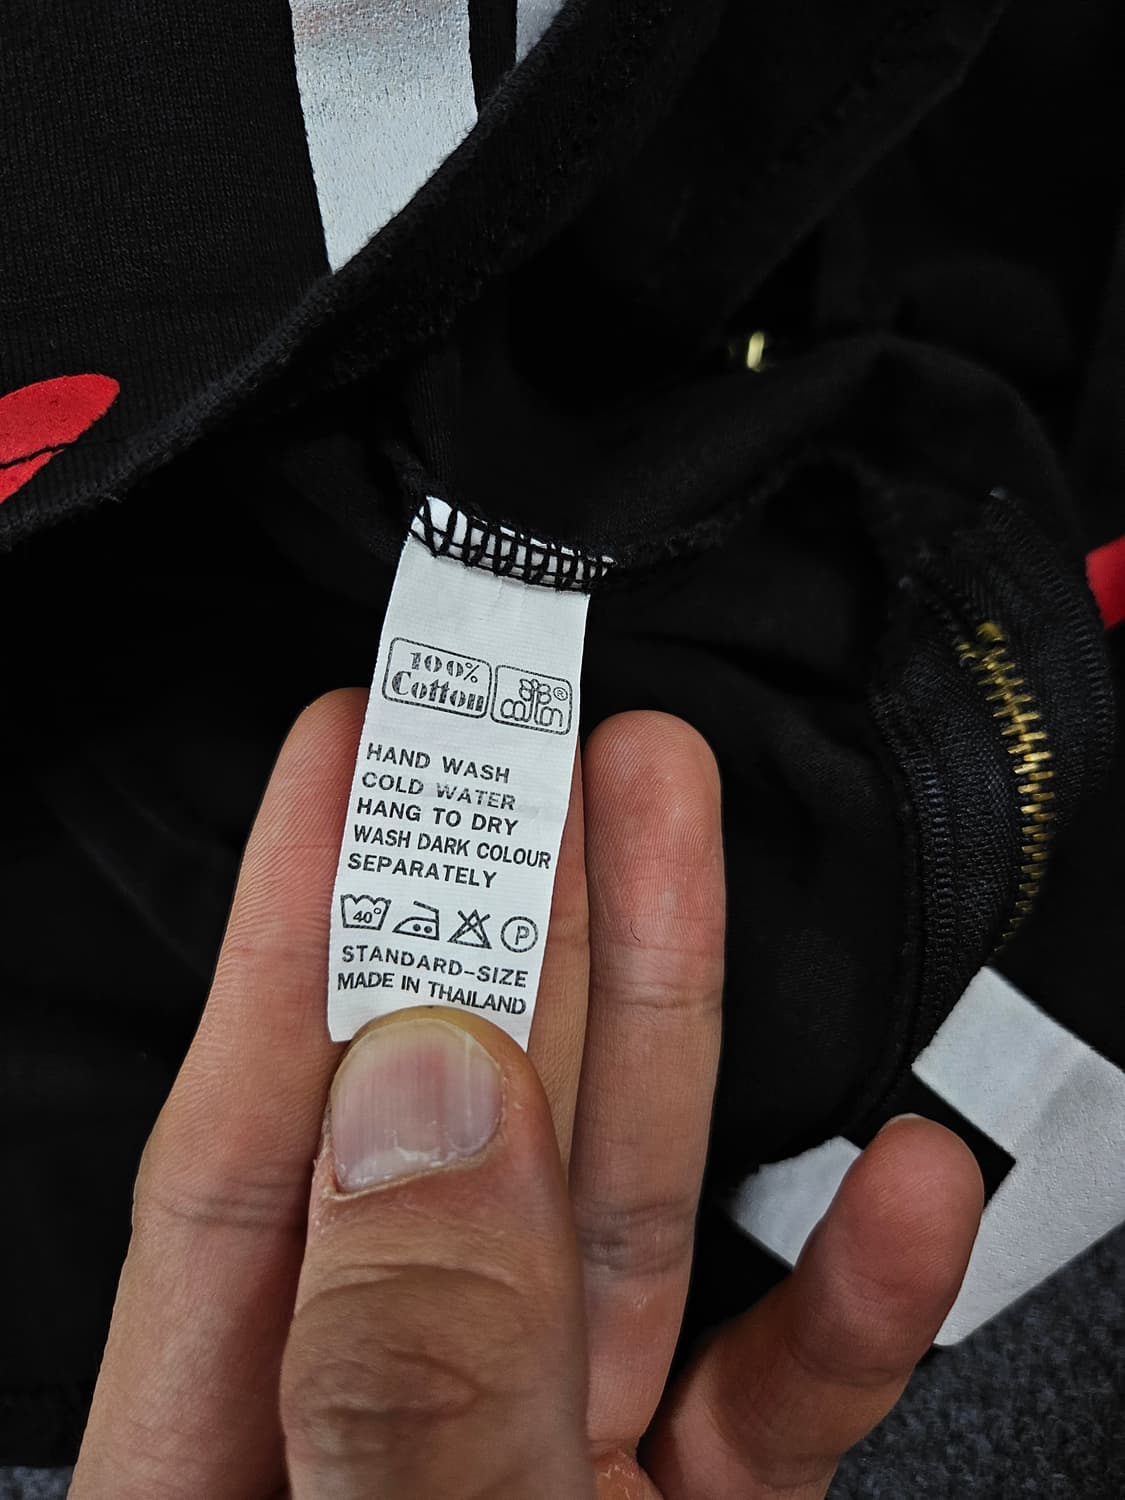 100%
Cotton
cotton®
HAND WASH
COLD WATER
HANG TO DRY
WASH DARK COLOUR
SEPARATELY
40°
P
STANDARD-SIZE
MADE IN THAILAND